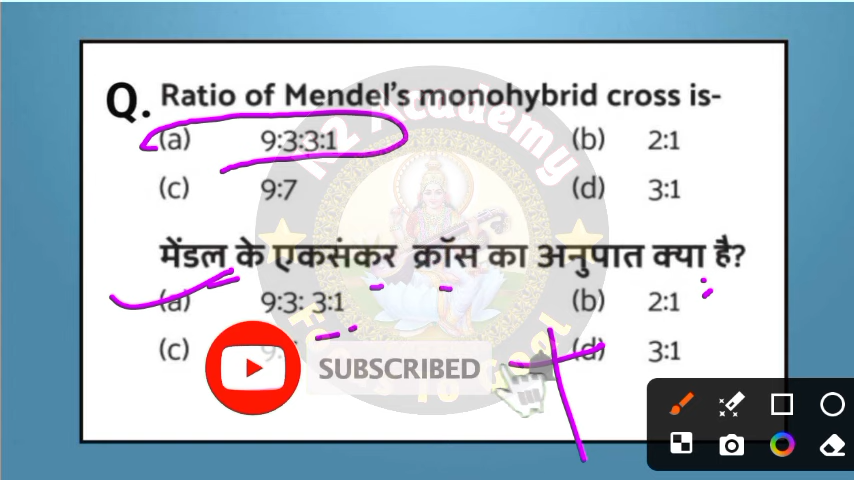 Q. Ratio of Mendel's monohybrid cross is-
(a) 9:3:3:1 (b) 2:1
(c) 9:7 (d) 3:1
मेंडल के एकसंकर क्रॉस का अनुपात क्या है?
(a) 9:3: 3:1 (b) 2:1
(c) (d) 3:1
SUBSCRIBED
Academy